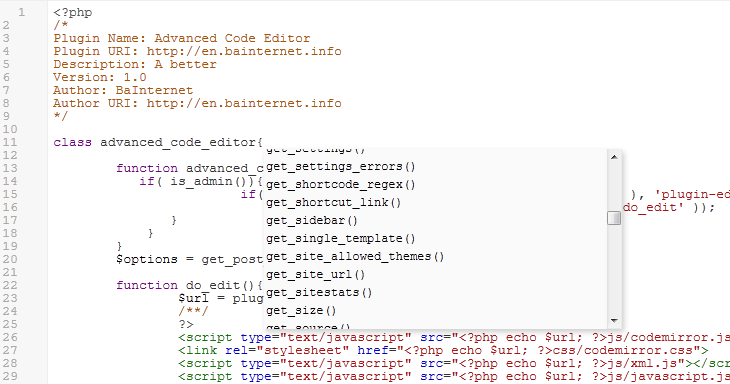 1 <?php
2 /*
3 Plugin Name: Advanced Code Editor
4 Plugin URI: http://en.bainternet.info
5 Description: A better
6 Version: 1.0
7 Author: BaInternet
8 Author URI: http://en.bainternet.info
9 */
10
11 class advanced_code_editor{
12
13 function advanced_c
14 if( is_admin()){
15 if( ), 'plugin-ed
16 do_edit' ));
17 }
18 }
19 }
20 $options = get_post_
21
22 function do_edit(){
23 $url = plug
24 /**/
25 ?>
26 <script type="text/javascript" src="<?php echo $url; ?>js/codemirror.js
27 <link rel="stylesheet" href="<?php echo $url; ?>css/codemirror.css">
28 <script type="text/javascript" src="<?php echo $url; ?>js/xml.js"></scr
29 <script type="text/javascript" src="<?php echo $url; ?>js/javascript.js
get_settings()
get_settings_errors()
get_shortcode_regex()
get_shortcut_link()
get_sidebar()
get_single_template()
get_site_allowed_themes()
get_site_url()
get_sitestats()
get_size()
get_source()